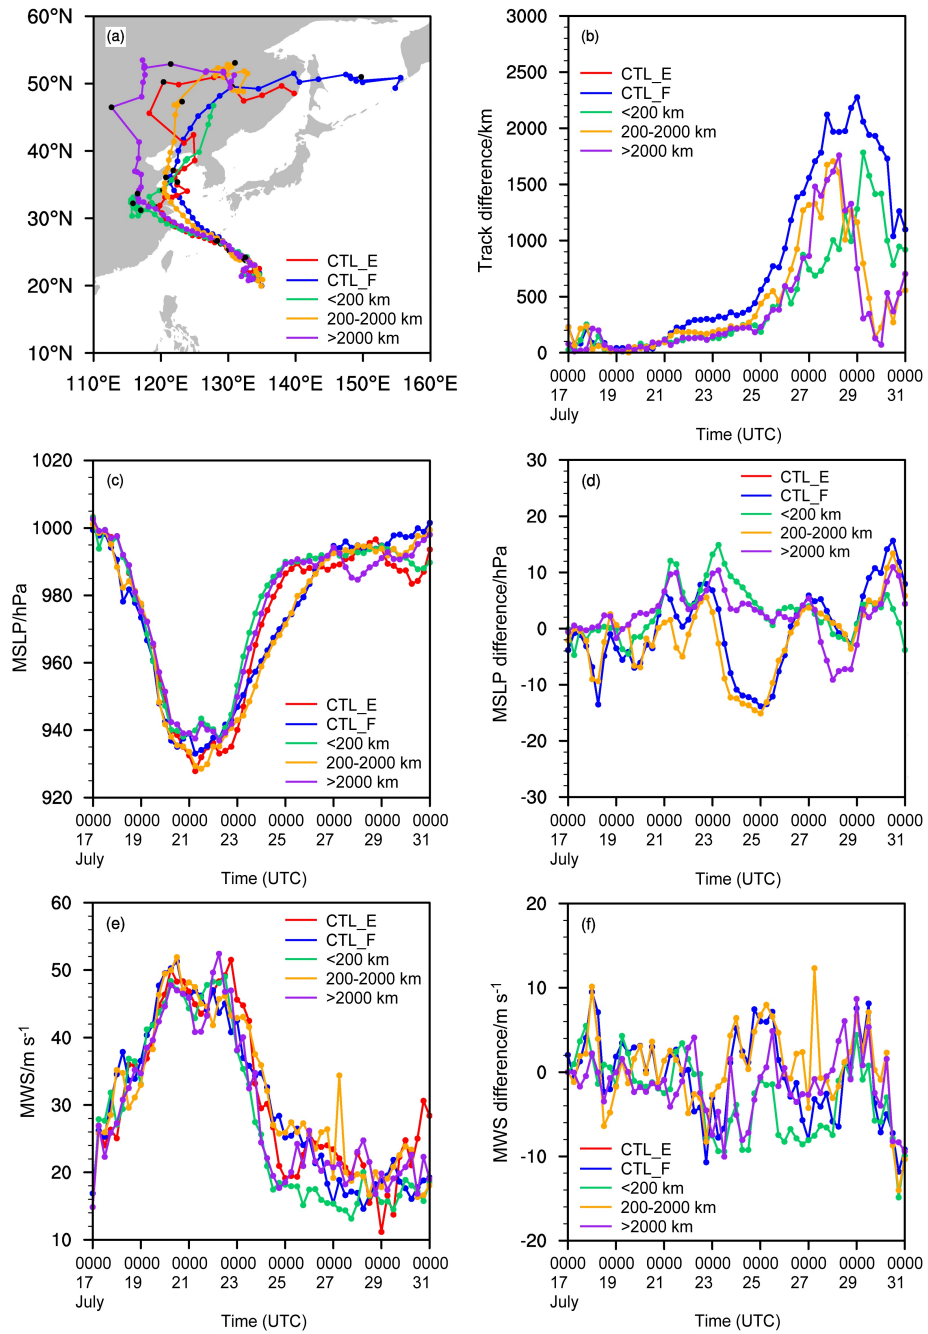 60°N
50°N
40°N
30°N
20°N
10°N
110°E 120°E 130°E 140°E 150°E 160°E
(a)
CTL_E
CTL_F
<200 km
200-2000 km
>2000 km
3000
2500
2000
1500
1000
500
0
Track difference/km
(b)
CTL_E
CTL_F
<200 km
200-2000 km
>2000 km
0000 0000 0000 0000 0000 0000 0000 0000
17 19 21 23 25 27 29 31
July
Time (UTC)
1020
1000
980
960
940
920
MSLP/hPa
(c)
CTL_E
CTL_F
<200 km
200-2000 km
>2000 km
0000 0000 0000 0000 0000 0000 0000 0000
17 19 21 23 25 27 29 31
July
Time (UTC)
30
20
10
0
-10
-20
-30
MSLP difference/hPa
(d)
CTL_E
CTL_F
<200 km
200-2000 km
>2000 km
0000 0000 0000 0000 0000 0000 0000 0000
17 19 21 23 25 27 29 31
July
Time (UTC)
60
50
40
30
20
10
MWS/m s-1
(e)
CTL_E
CTL_F
<200 km
200-2000 km
>2000 km
0000 0000 0000 0000 0000 0000 0000 0000
17 19 21 23 25 27 29 31
July
Time (UTC)
20
10
0
-10
-20
MWS difference/m s-1
(f)
CTL_E
CTL_F
<200 km
200-2000 km
>2000 km
0000 0000 0000 0000 0000 0000 0000 0000
17 19 21 23 25 27 29 31
July
Time (UTC)